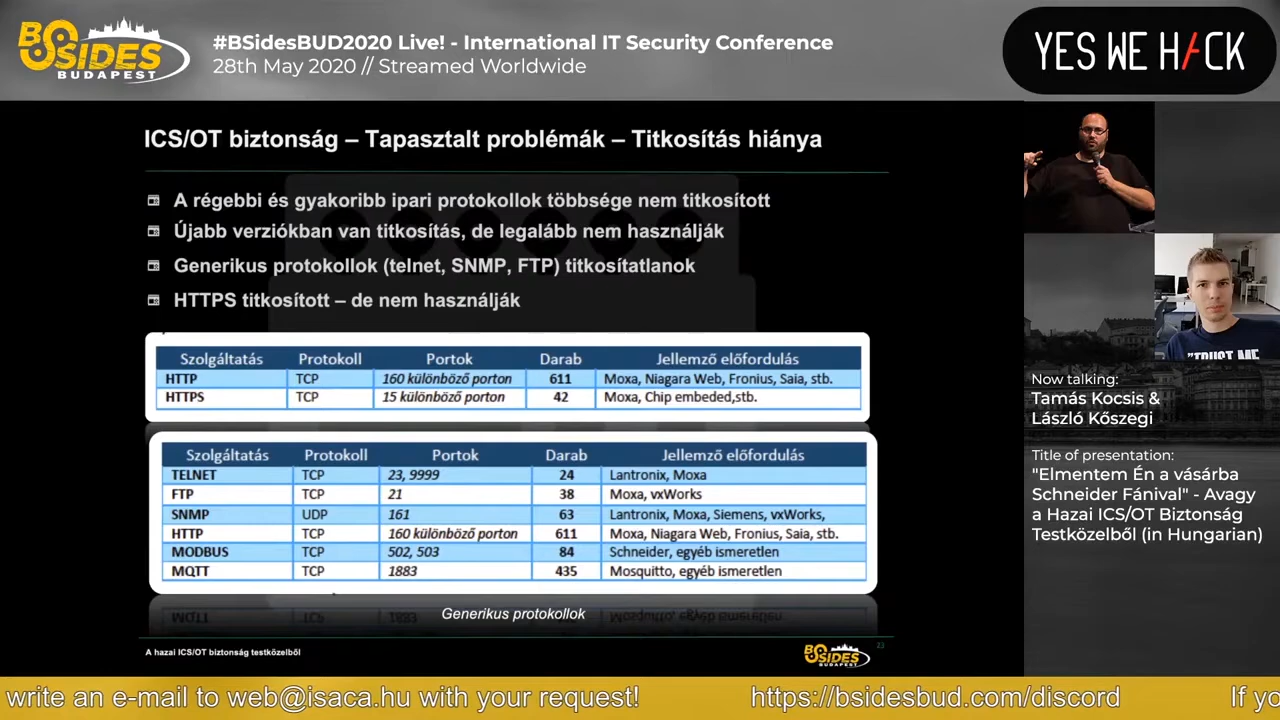 BSIDES
BUDAPEST
#BSidesBUD2020 Live! - International IT Security Conference
28th May 2020 // Streamed Worldwide
YES WE H/CK
ICS/OT biztonság – Tapasztalt problémák – Titkosítás hiánya
A régebbi és gyakoribb ipari protokollok többsége nem titkosított
Újabb verziókban van titkosítás, de legalább nem használják
Generikus protokollok (telnet, SNMP, FTP) titkosítatlanok
HTTPS titkosított – de nem használják
Szolgáltatás Protokoll Portok Darab Jellemző előfordulás
HTTP TCP 160 különböző porton 611 Moxa, Niagara Web, Fronius, Saia, stb.
HTTPS TCP 15 különböző porton 42 Moxa, Chip embeded,stb.
Szolgáltatás Protokoll Portok Darab Jellemző előfordulás
TELNET TCP 23, 9999 24 Lantronix, Moxa
FTP TCP 21 38 Moxa, vxWorks
SNMP UDP 161 63 Lantronix, Moxa, Siemens, vxWorks,
HTTP TCP 160 különböző porton 611 Moxa, Niagara Web, Fronius, Saia, stb.
MODBUS TCP 502, 503 84 Schneider, egyéb ismeretlen
MQTT TCP 1883 435 Mosquitto, egyéb ismeretlen
Generikus protokollok
A hazai ICS/OT biztonság testközelből
BSIDES
BUDAPEST
23
"TRUST ME
Now talking:
Tamás Kocsis &
László Kőszegi
Title of presentation:
"Elmentem Én a vásárba
Schneider Fánival" - Avagy
a Hazai ICS/OT Biztonság
Testközelből (in Hungarian)
write an e-mail to web@isaca.hu with your request! https://bsidesbud.com/discord If yo